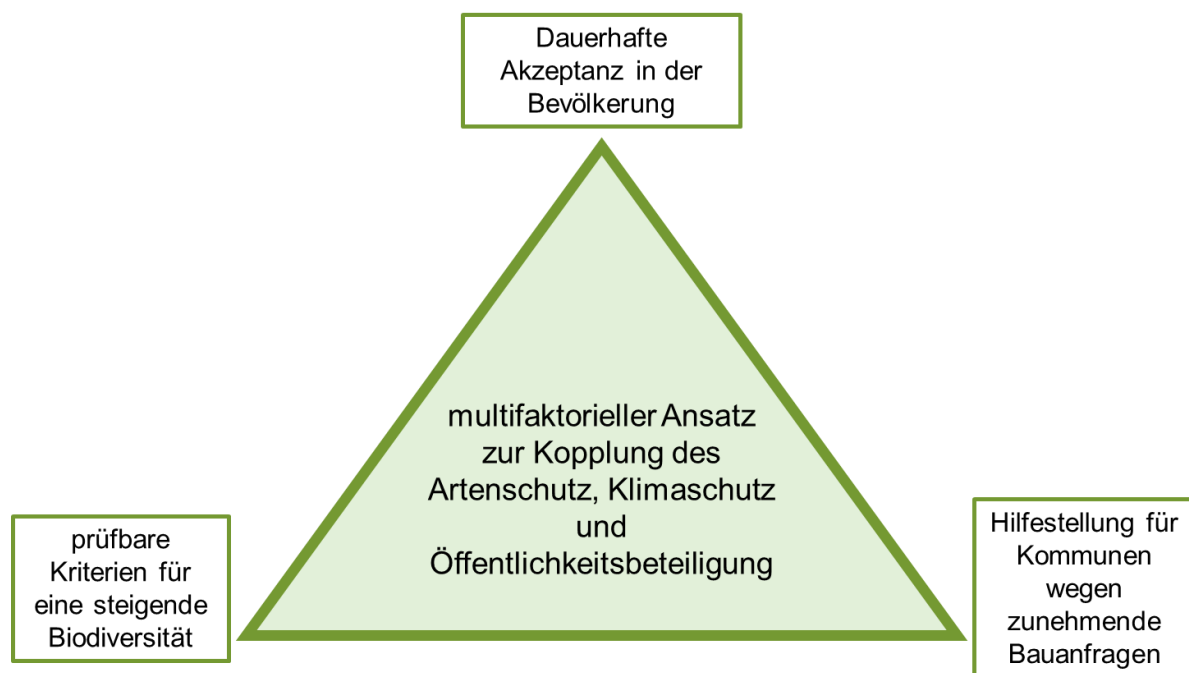 Dauerhafte
Akzeptanz in der
Bevölkerung
multifaktorieller Ansatz
zur Kopplung des
Artenschutz, Klimaschutz
und
Öffentlichkeitsbeteiligung
prüfbare
Kriterien für
eine steigende
Biodiversität
Hilfestellung für
Kommunen
wegen
zunehmende
Bauanfragen